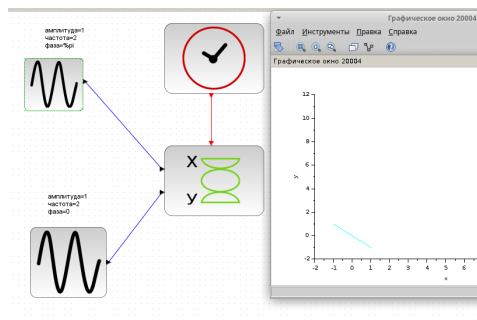 амплитуда=1
частота=2
фаза=%pi
X
У
амплитуда=1
частота=2
фаза=0
Графическое окно 20004
Файл Инструменты Правка Справка
Графическое окно 20004
12
10
8
6
4
2
0
-2
у
-2 -1 0 1 2 3 4 5 6
x